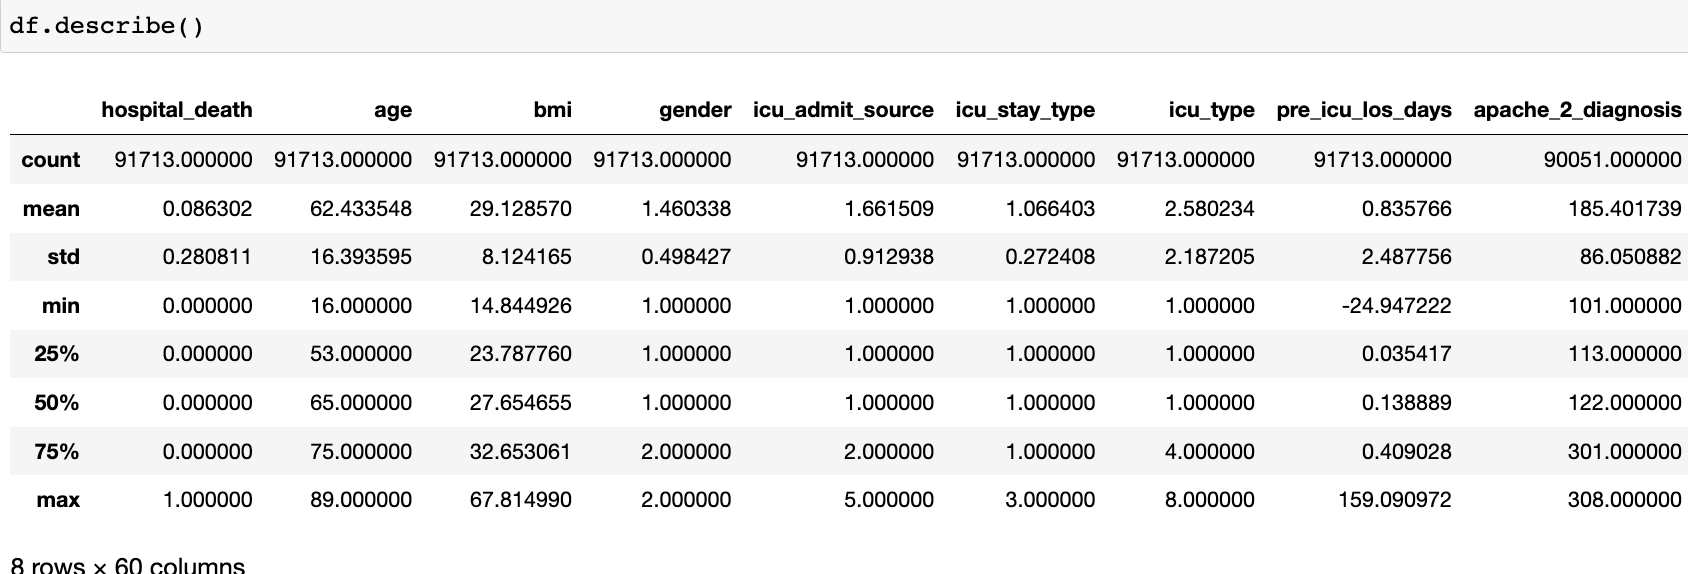 df.describe()
hospital_death age bmi gender icu_admit_source icu_stay_type icu_type pre_icu_los_days apache_2_diagnosis
count 91713.000000 91713.000000 91713.000000 91713.000000 91713.000000 91713.000000 91713.000000 91713.000000 90051.000000
mean 0.086302 62.433548 29.128570 1.460338 1.661509 1.066403 2.580234 0.835766 185.401739
std 0.280811 16.393595 8.124165 0.498427 0.912938 0.272408 2.187205 2.487756 86.050882
min 0.000000 16.000000 14.844926 1.000000 1.000000 1.000000 1.000000 -24.947222 101.000000
25% 0.000000 53.000000 23.787760 1.000000 1.000000 1.000000 1.000000 0.035417 113.000000
50% 0.000000 65.000000 27.654655 1.000000 1.000000 1.000000 1.000000 0.138889 122.000000
75% 0.000000 75.000000 32.653061 2.000000 2.000000 1.000000 4.000000 0.409028 301.000000
max 1.000000 89.000000 67.814990 2.000000 5.000000 3.000000 8.000000 159.090972 308.000000
8 rows × 60 columns